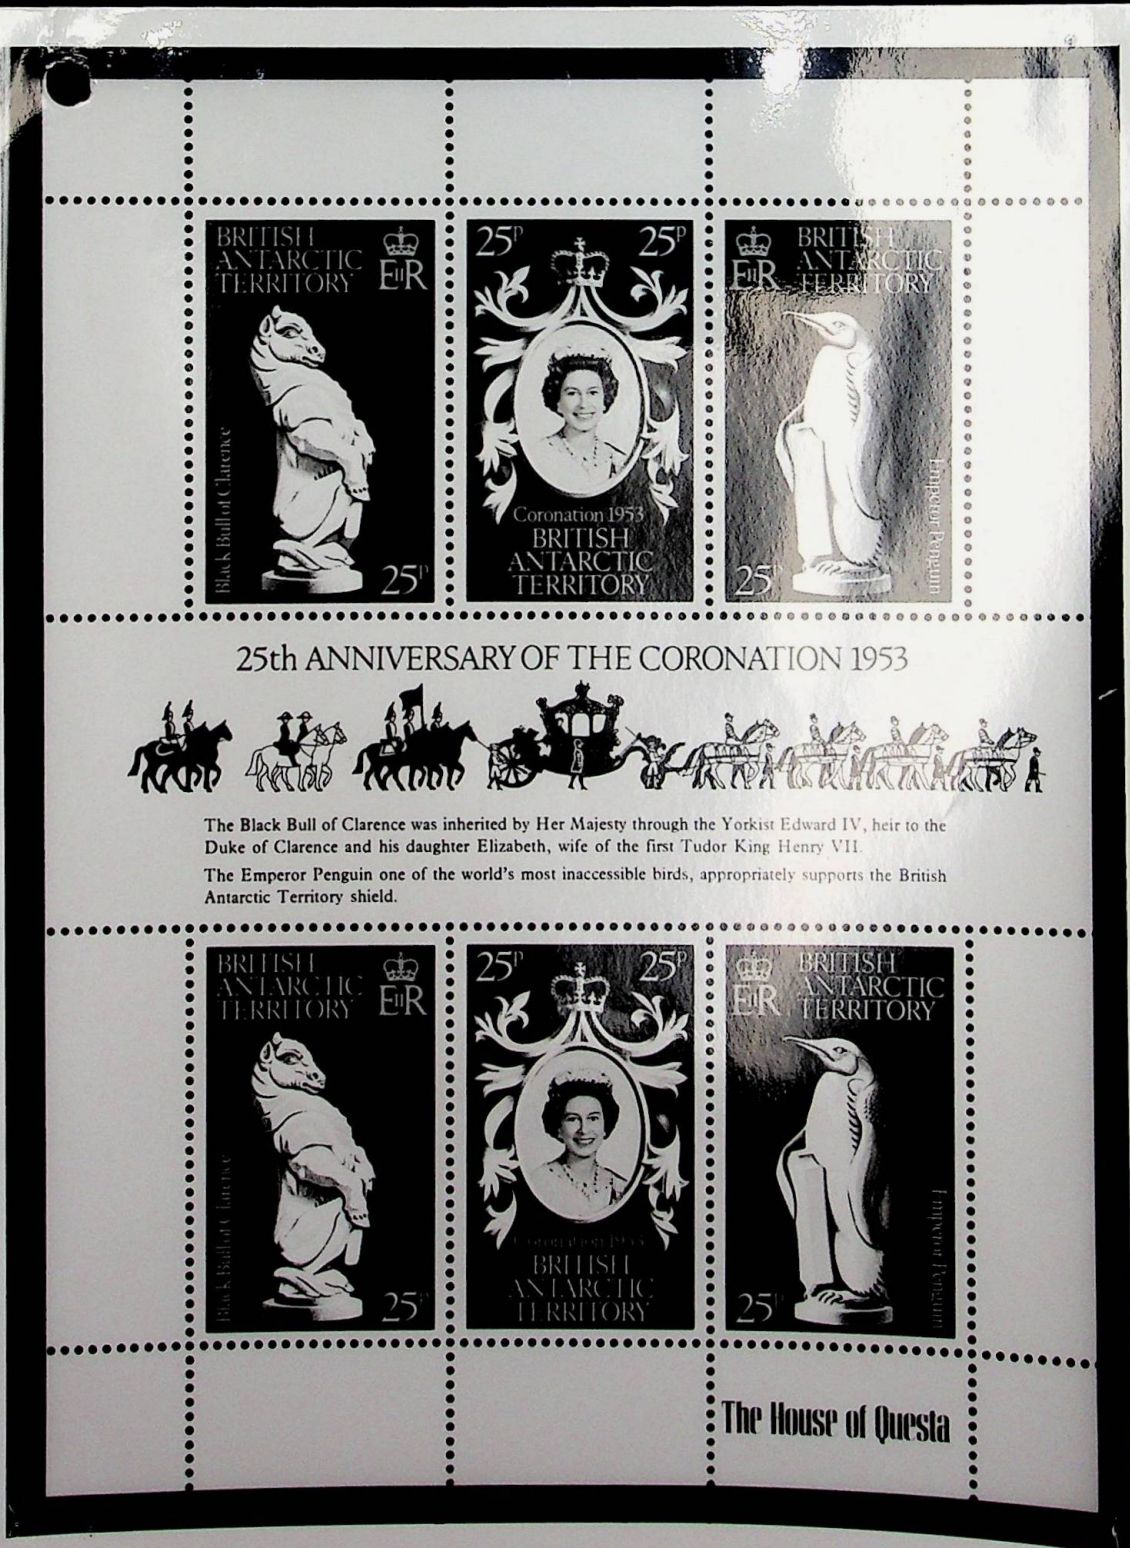 BRITISH
ANTARCTIC
TERRITORY
EIIR
Black Bull of Clarence
25P
25P 25P
Coronation 1953
BRITISH
ANTARCTIC
TERRITORY
EIIR
BRITISH
ANTARCTIC
TERRITORY
Emperor Penguin
25P
25th ANNIVERSARY OF THE CORONATION 1953
The Black Bull of Clarence was inherited by Her Majesty through the Yorkist Edward IV, heir to the
Duke of Clarence and his daughter Elizabeth, wife of the first Tudor King Henry VII.
The Emperor Penguin one of the world's most inaccessible birds, appropriately supports the British
Antarctic Territory shield.
BRITISH
ANTARCTIC
TERRITORY
EIIR
Black Bull of Clarence
25P
25P 25P
Coronation 1953
BRITISH
ANTARCTIC
TERRITORY
EIIR
BRITISH
ANTARCTIC
TERRITORY
Emperor Penguin
25P
The House of Questa